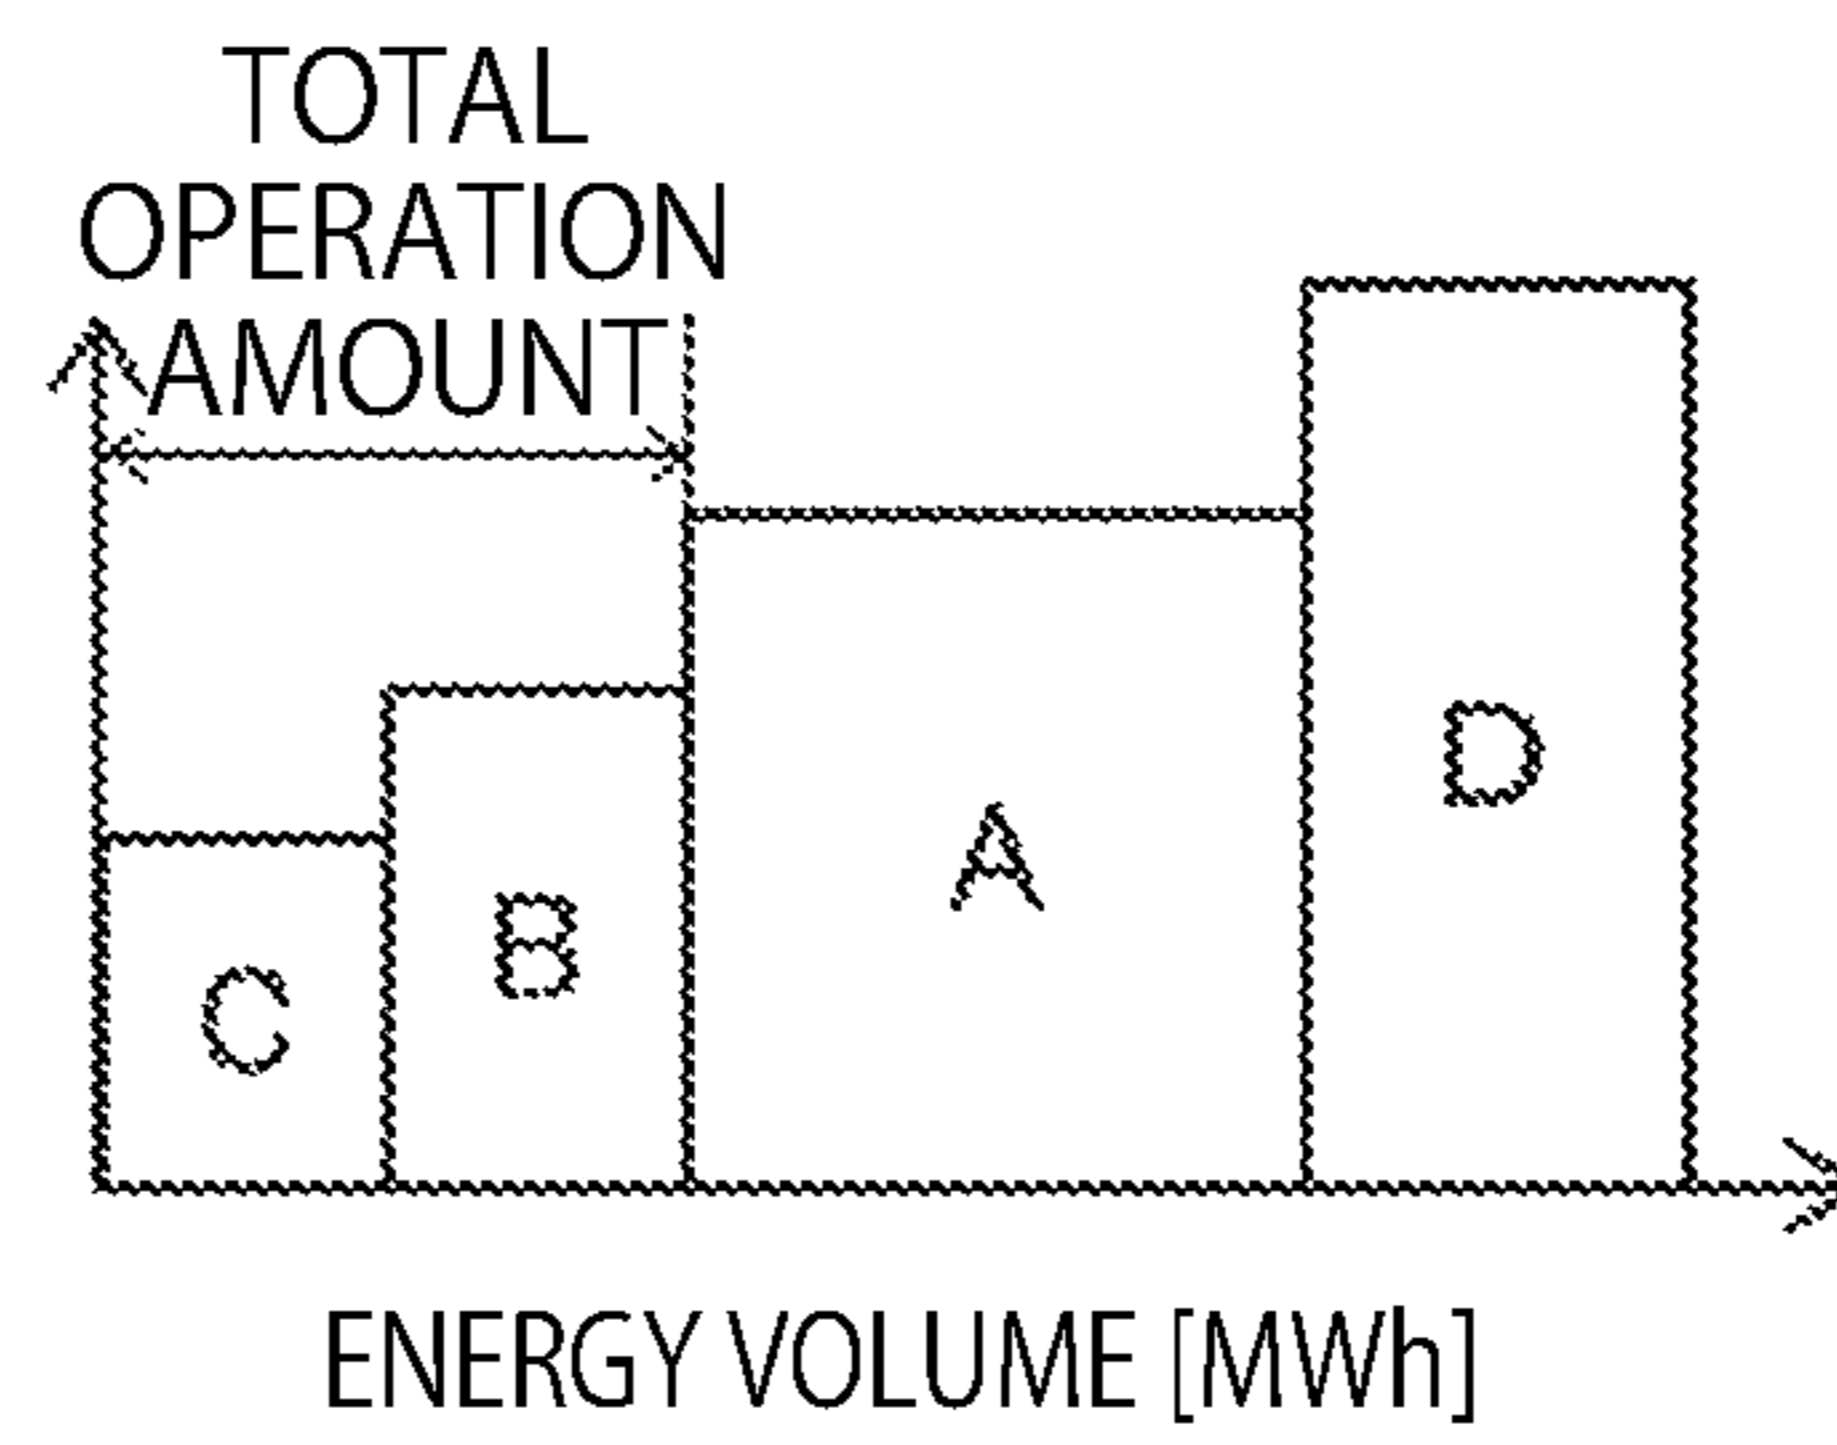 TOTAL
OPERATION
AMOUNT
D
A
B
C
ENERGY VOLUME [MWh]